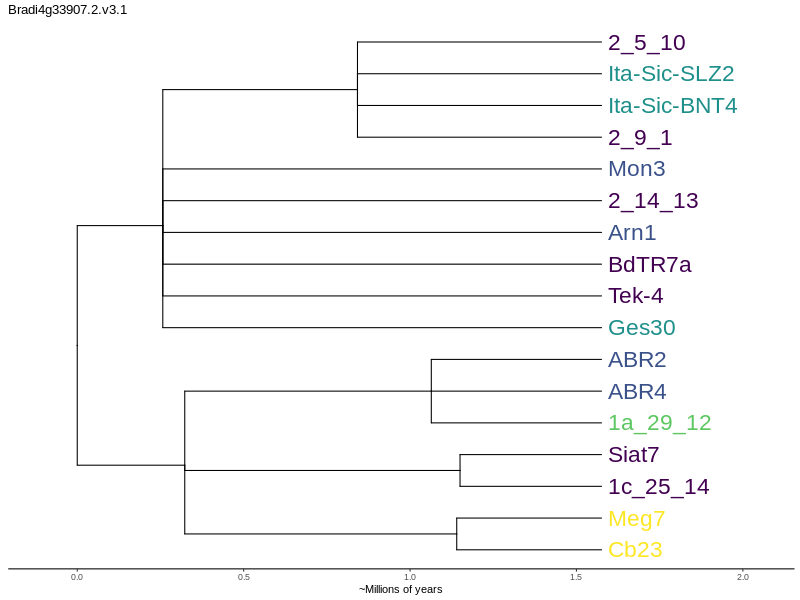 Bradi4g33907.2.v3.1
2_5_10
Ita-Sic-SLZ2
Ita-Sic-BNT4
2_9_1
Mon3
2_14_13
Arn1
BdTR7a
Tek-4
Ges30
ABR2
ABR4
1a_29_12
Siat7
1c_25_14
Meg7
Cb23
0.0 0.5 1.0 1.5 2.0
~Millions of years